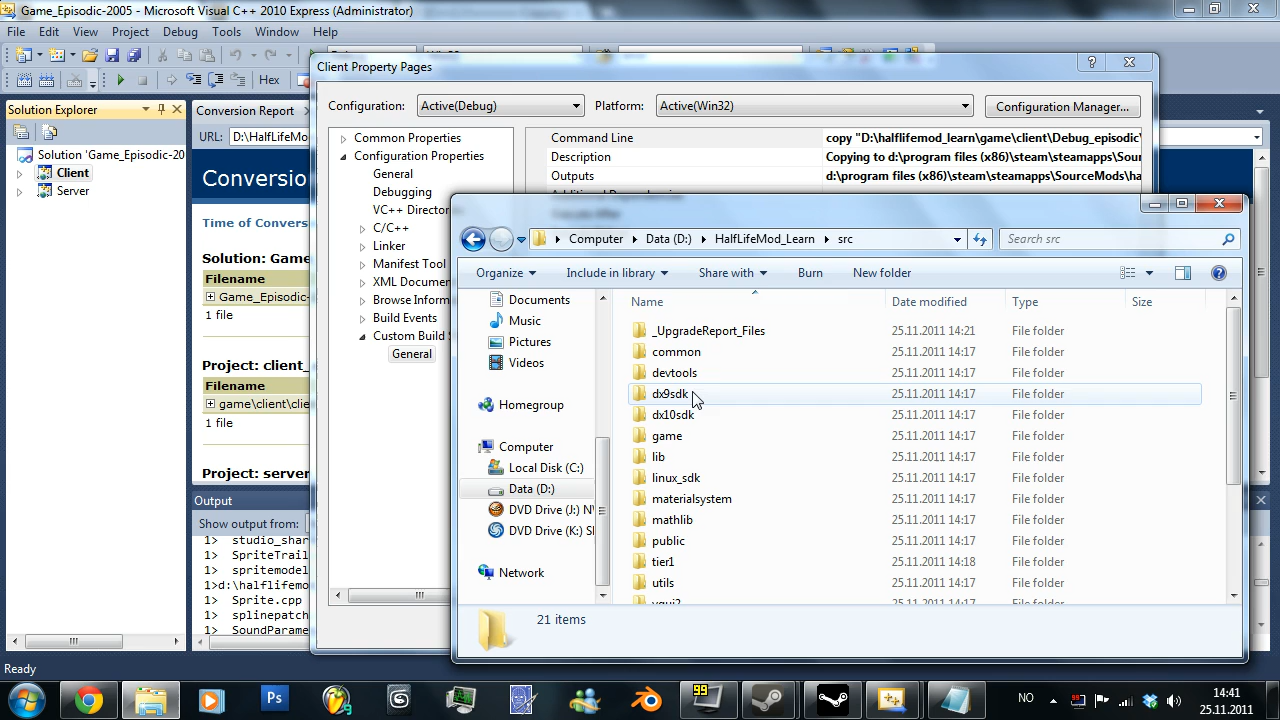 Game_Episodic-2005 - Microsoft Visual C++ 2010 Express (Administrator)
File Edit View Project Debug Tools Window Help
Hex
Solution Explorer
Solution 'Game_Episodic-20
Client
Server
Conversion Report
URL: D:\HalfLifeMo
Conversio
Time of Convers
Solution: Game
Filename
Game_Episodic-
1 file
Project: client_
Filename
game\client\clie
1 file
Project: server
Output
Show output from:
1> studio_shar
1> SpriteTrail
1> spritemodel
1>d:\halflifemo
1> Sprite.cpp
1> splinepatch
1> SoundParame
Ready
Client Property Pages
Configuration: Active(Debug) Platform: Active(Win32) Configuration Manager...
Common Properties
Configuration Properties
General
Debugging
VC++ Director
C/C++
Linker
Manifest Tool
XML Documen
Browse Inform
Build Events
Custom Build S
General
Command Line copy "D:\halflifemod_learn\game\client\Debug_episodic\
Description Copying to d:\program files (x86)\steam\steamapps\Sour
Outputs d:\program files (x86)\steam\steamapps\SourceMods\ha
Additional Dependencies
Execute After
Computer Data (D:) HalfLifeMod_Learn src Search src
Organize Include in library Share with Burn New folder
Documents
Music
Pictures
Videos
Homegroup
Computer
Local Disk (C:)
Data (D:)
DVD Drive (J:) N
DVD Drive (K:) S
Network
Name Date modified Type Size
_UpgradeReport_Files 25.11.2011 14:21 File folder
common 25.11.2011 14:17 File folder
devtools 25.11.2011 14:17 File folder
dx9sdk 25.11.2011 14:17 File folder
dx10sdk 25.11.2011 14:17 File folder
game 25.11.2011 14:17 File folder
lib 25.11.2011 14:17 File folder
linux_sdk 25.11.2011 14:17 File folder
materialsystem 25.11.2011 14:17 File folder
mathlib 25.11.2011 14:17 File folder
public 25.11.2011 14:17 File folder
tier1 25.11.2011 14:18 File folder
utils 25.11.2011 14:17 File folder
vgui2 25.11.2011 14:17 File folder
21 items
Ps
99
NO
14:41
25.11.2011